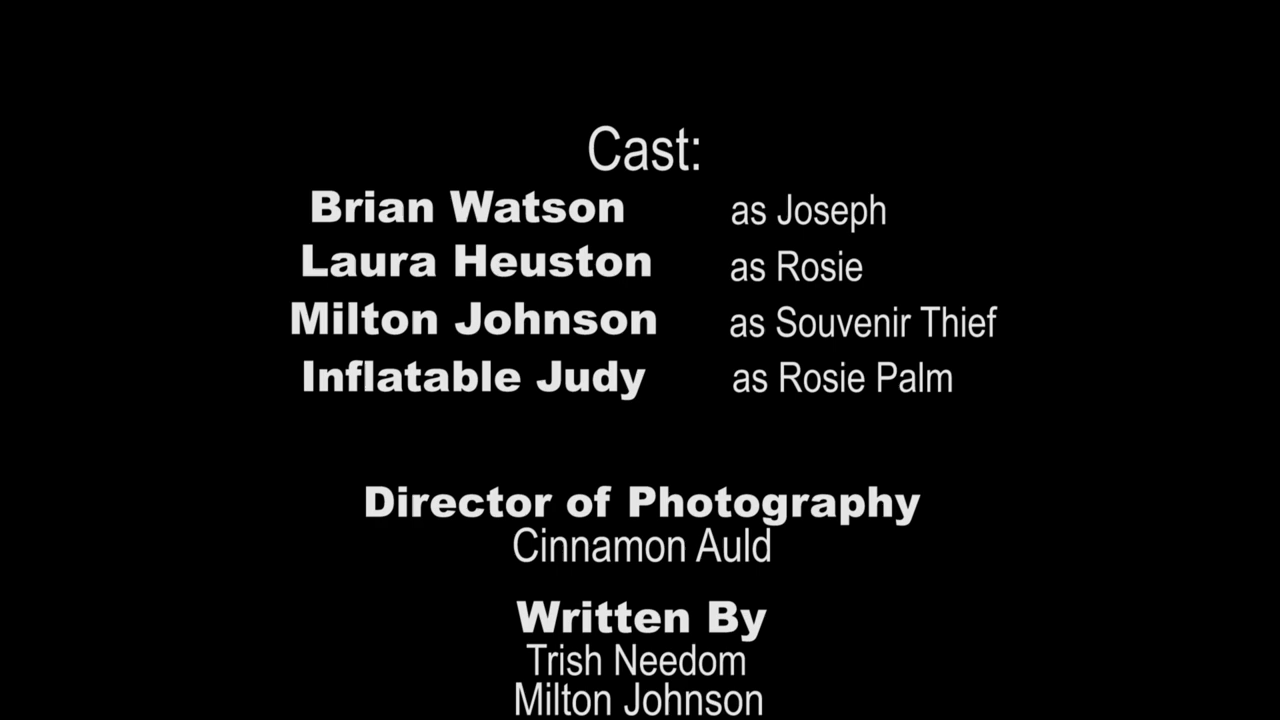 Cast:
Brian Watson as Joseph
Laura Heuston as Rosie
Milton Johnson as Souvenir Thief
Inflatable Judy as Rosie Palm
Director of Photography
Cinnamon Auld
Written By
Trish Needom
Milton Johnson